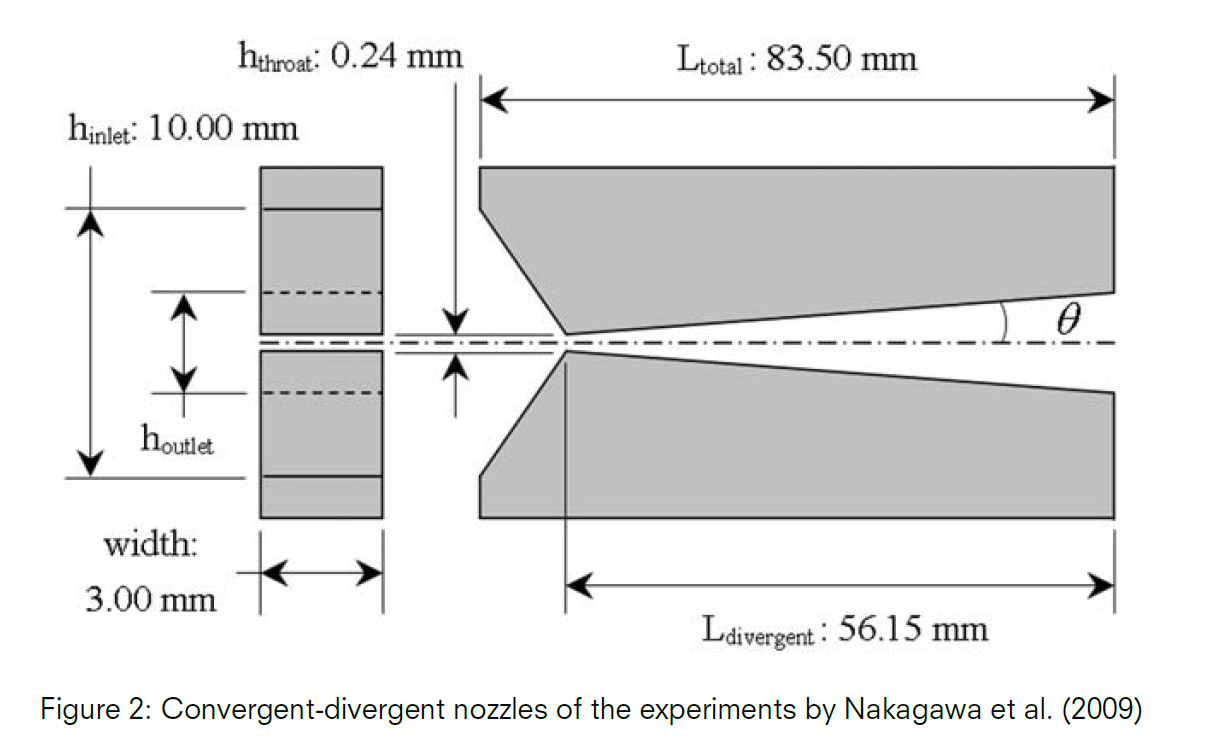 hthroat: 0.24 mm
Ltotal : 83.50 mm
hinlet: 10.00 mm
θ
houtlet
width:
3.00 mm
Ldivergent : 56.15 mm
Figure 2: Convergent-divergent nozzles of the experiments by Nakagawa et al. (2009)